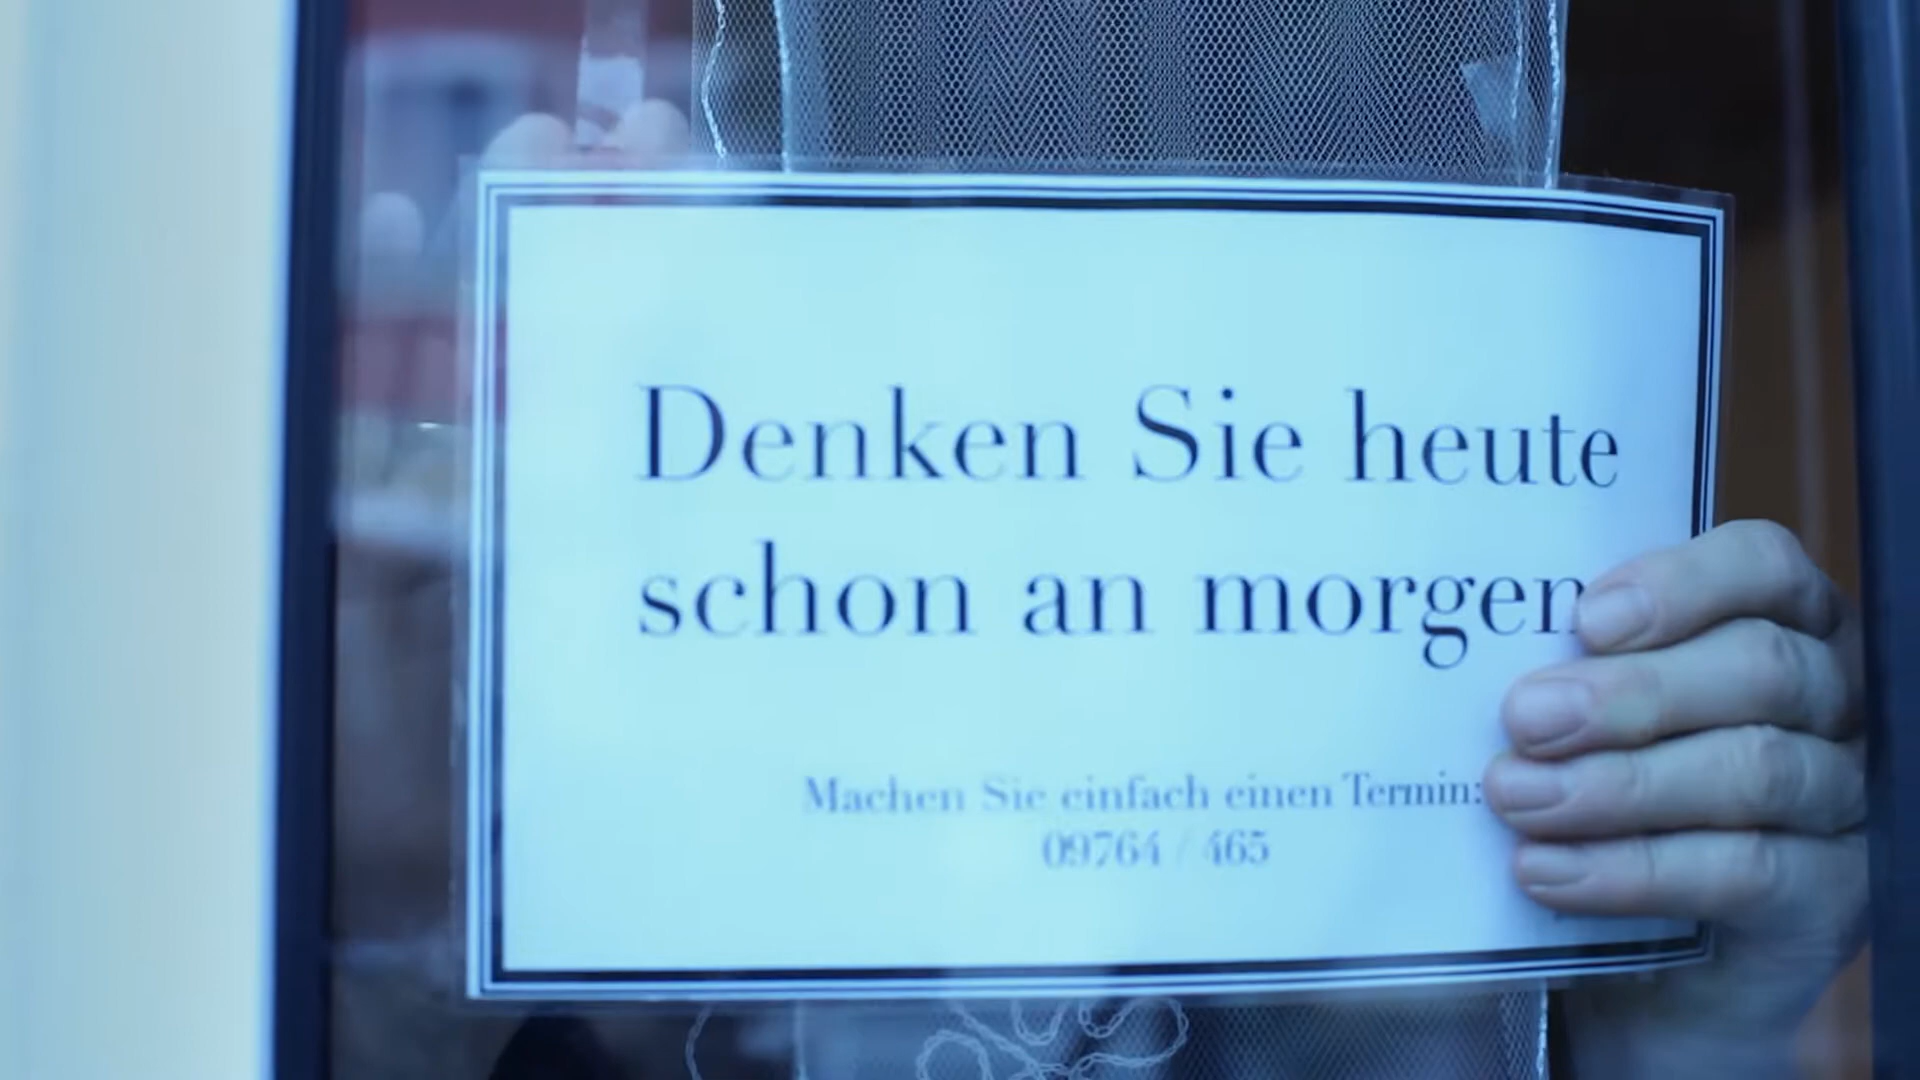 Denken Sie heute
schon an morgen
Machen Sie einfach einen Termin:
09764 / 465